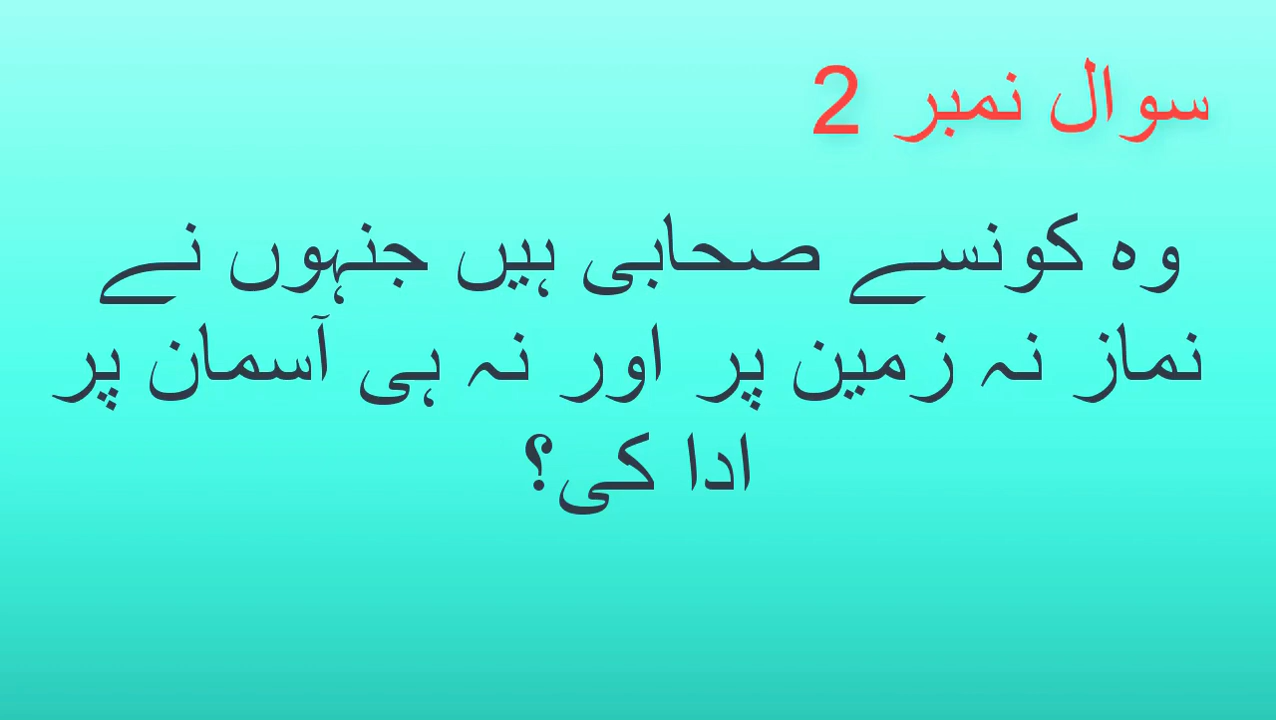 سوال نمبر 2
وہ کونسے صحابی ہیں جنہوں نے
نماز نہ زمین پر اور نہ ہی آسمان پر
ادا کی؟